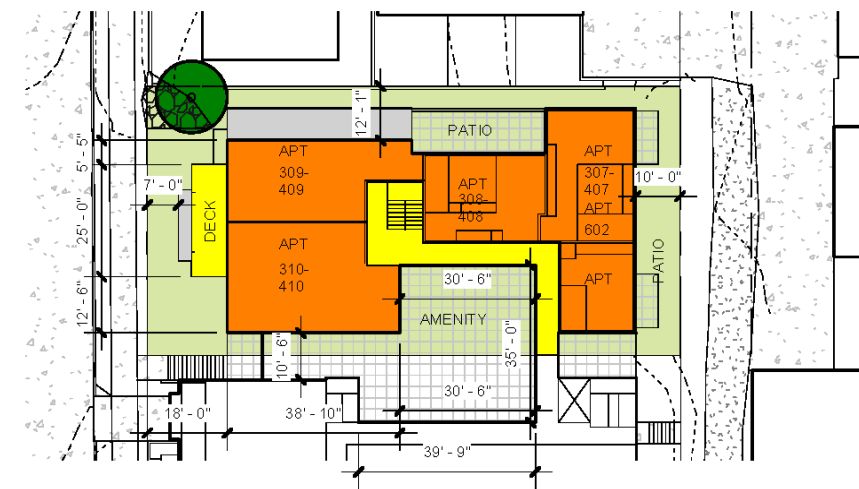 12' - 1"
PATIO
5' - 5"
APT
309-
409
APT
308-
408
APT
307-
407
APT
602
7' - 0"
10' - 0"
DECK
25' - 0"
APT
310-
410
PATIO
APT
30' - 6"
12' - 6"
AMENITY
35' - 0"
10' - 6"
30' - 6"
18' - 0"
38' - 10"
39' - 9"